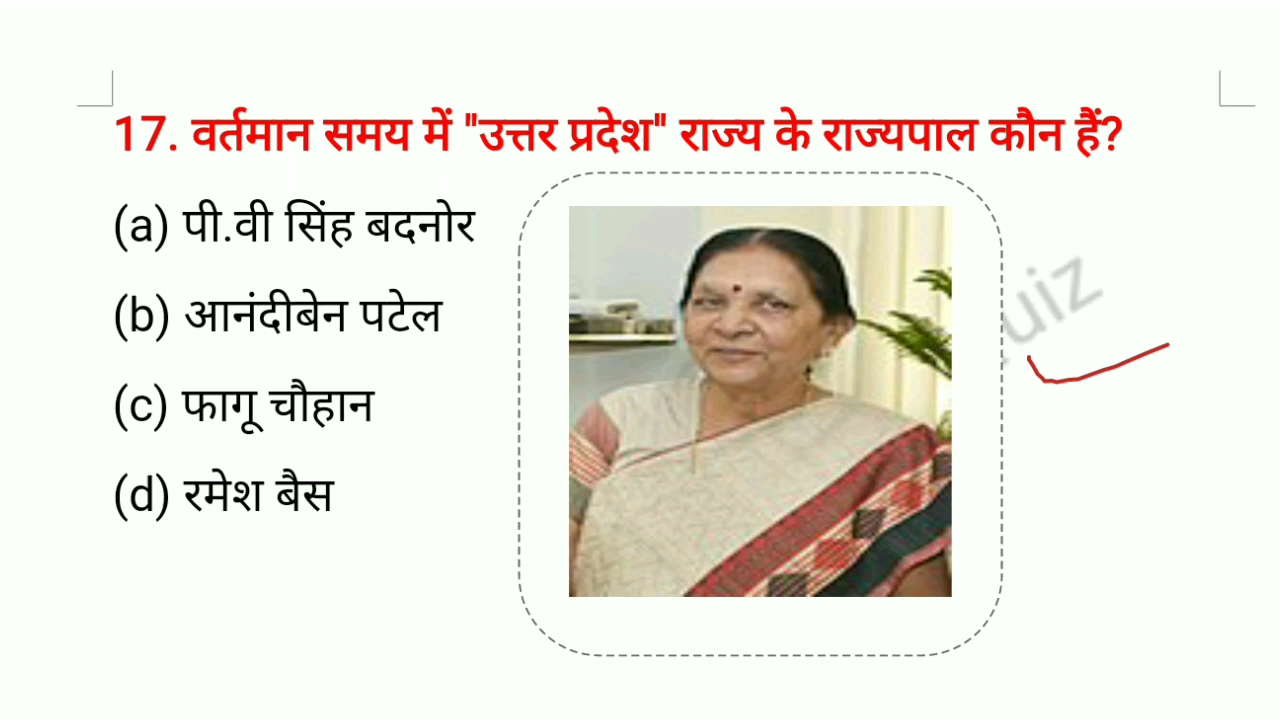 17. वर्तमान समय में "उत्तर प्रदेश" राज्य के राज्यपाल कौन हैं?
(a) पी.वी सिंह बदनोर
(b) आनंदीबेन पटेल
(c) फागू चौहान
(d) रमेश बैस